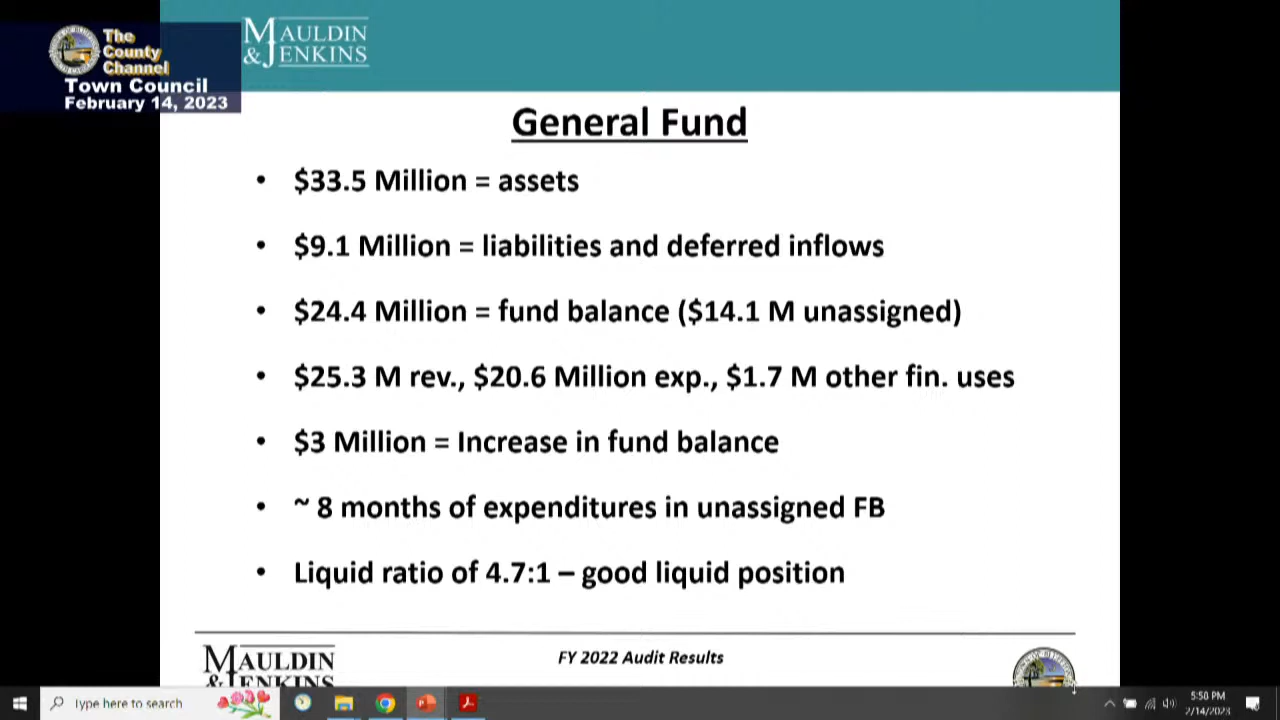 MAULDIN
& JENKINS
The
County
Channel
Town Council
February 14, 2023
General Fund
• $33.5 Million = assets
• $9.1 Million = liabilities and deferred inflows
• $24.4 Million = fund balance ($14.1 M unassigned)
• $25.3 M rev., $20.6 Million exp., $1.7 M other fin. uses
• $3 Million = Increase in fund balance
• ~ 8 months of expenditures in unassigned FB
• Liquid ratio of 4.7:1 – good liquid position
MAULDIN
& JENKINS
FY 2022 Audit Results
Type here to search
5:50 PM
2/14/2023